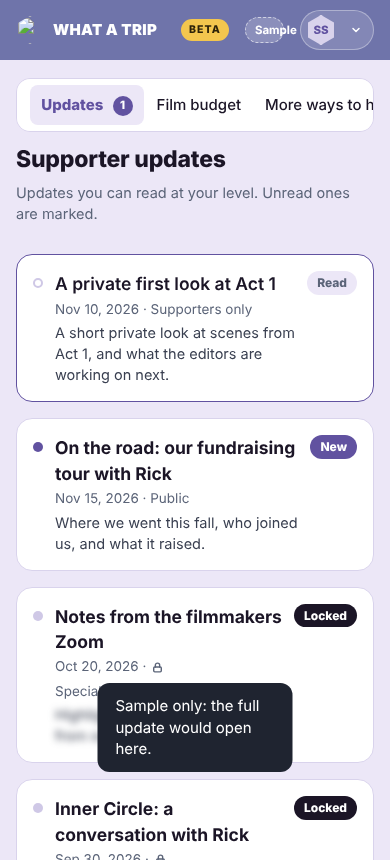 WHAT A TRIP
BETA
Sample
SS
Updates 1
Film budget
More ways to h
Supporter updates
Updates you can read at your level. Unread ones
are marked.
A private first look at Act 1
Read
Nov 10, 2026 · Supporters only
A short private look at scenes from
Act 1, and what the editors are
working on next.
On the road: our fundraising
tour with Rick
New
Nov 15, 2026 · Public
Where we went this fall, who joined
us, and what it raised.
Notes from the filmmakers
Zoom
Locked
Oct 20, 2026 ·
Specia
Sample only: the full
update would open
here.
Inner Circle: a
conversation with Rick
Locked
Sep 30, 2026 ·